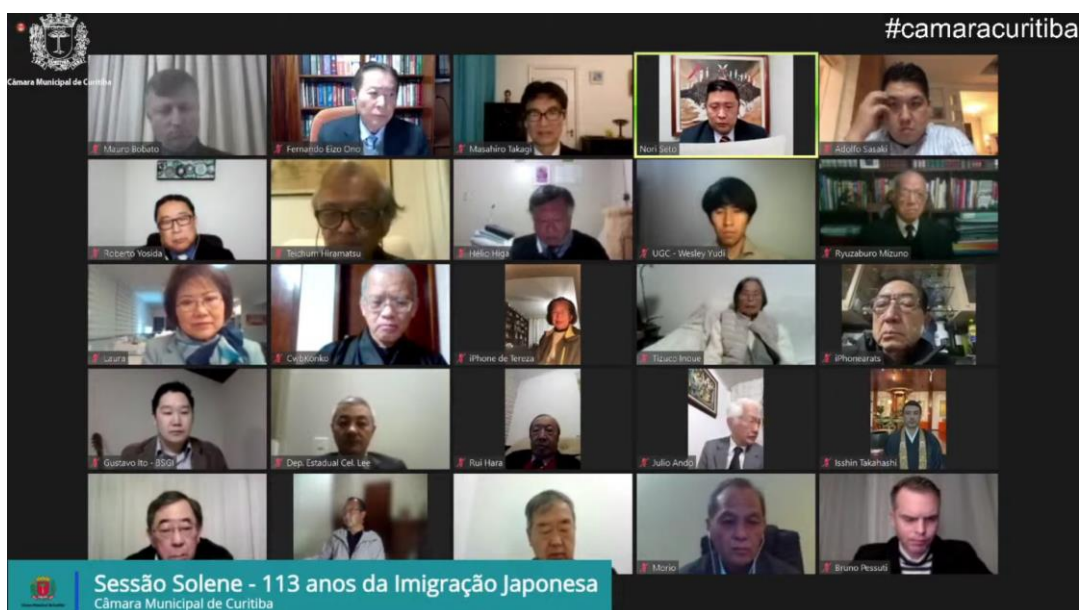 #camaracuritiba
Câmara Municipal de Curitiba
Mauro Bobato
Fernando Eizo Ono
Masahiro Takagi
Nori Seto
Adolfo Sasaki
Roberto Yosida
Teichum Hiramatsu
Helio Higa
UGC - Wesley Yudi
Ryuzaburo Mizuno
Laura
CwbKonko
iPhone de Tereza
Tizuco Inoue
iPhonearats
Gustavo Ito - BSGI
Dep. Estadual Cel. Lee
Rui Hara
Julio Ando
Isshin Takahashi
Morio
Bruno Pessuti
Sessão Solene - 113 anos da Imigração Japonesa
Câmara Municipal de Curitiba